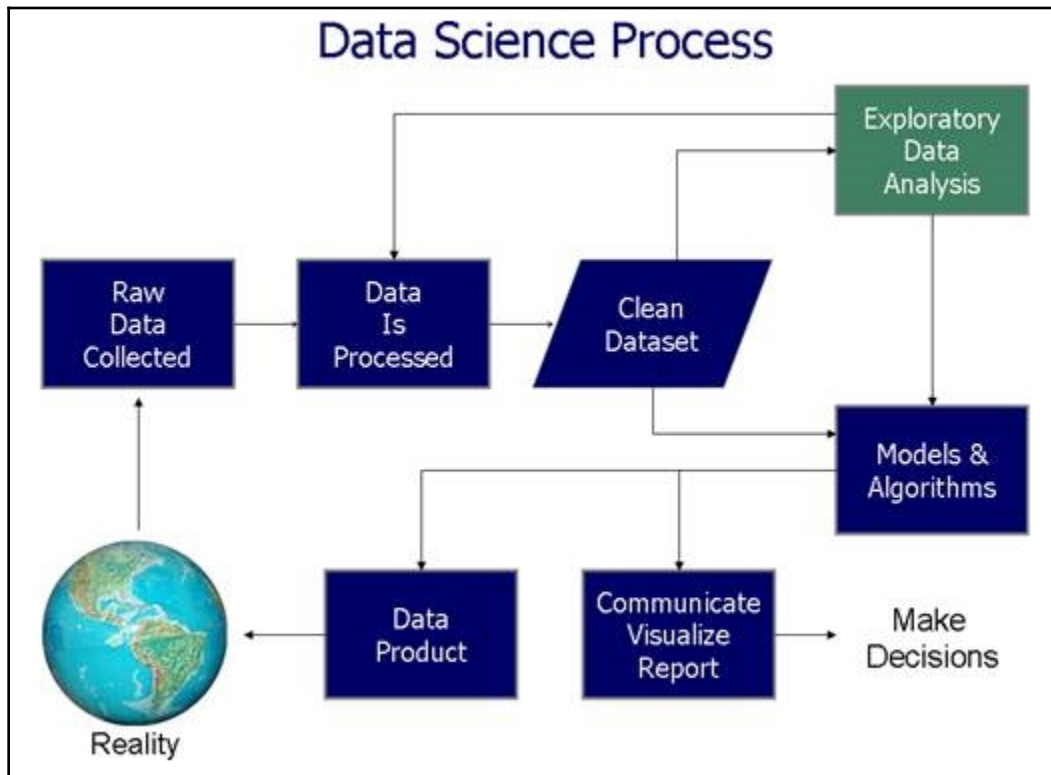 Data Science Process
Exploratory
Data
Analysis
Raw
Data
Collected
Data
Is
Processed
Clean
Dataset
Models &
Algorithms
Data
Product
Communicate
Visualize
Report
Make
Decisions
Reality